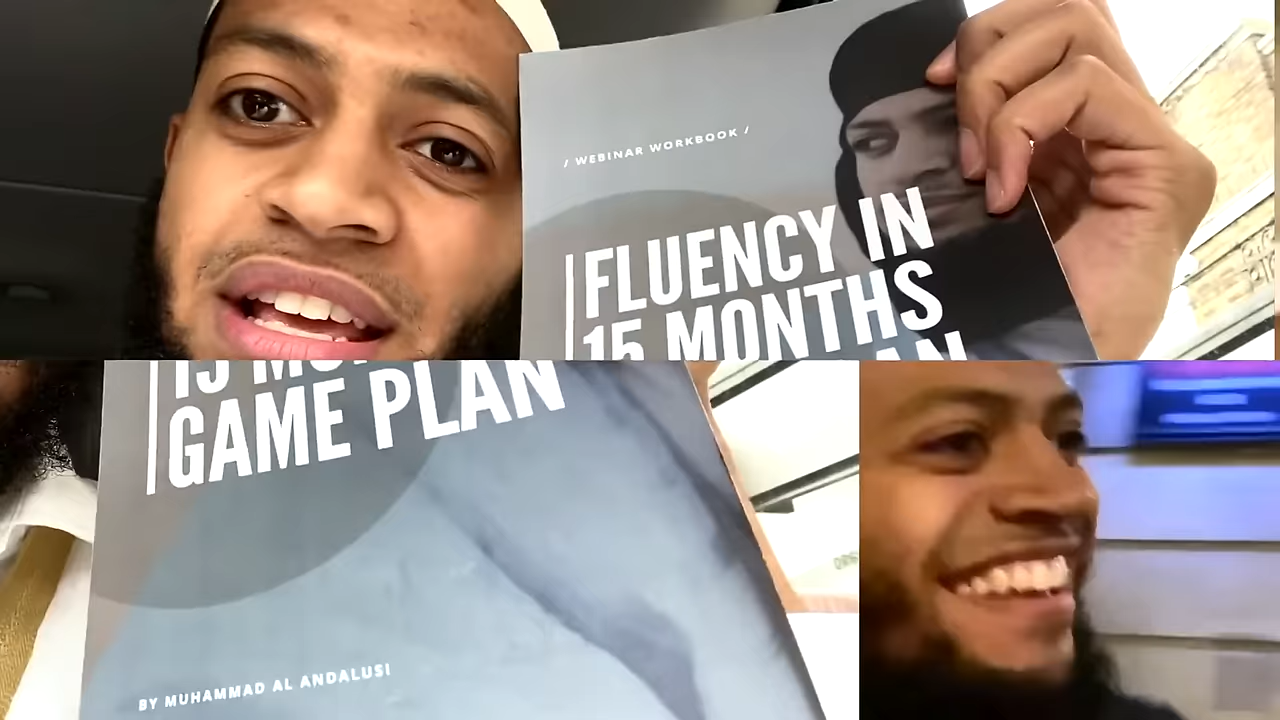 / WEBINAR WORKBOOK /
FLUENCY IN
15 MONTHS
GAME PLAN
BY MUHAMMAD AL ANDALUSI